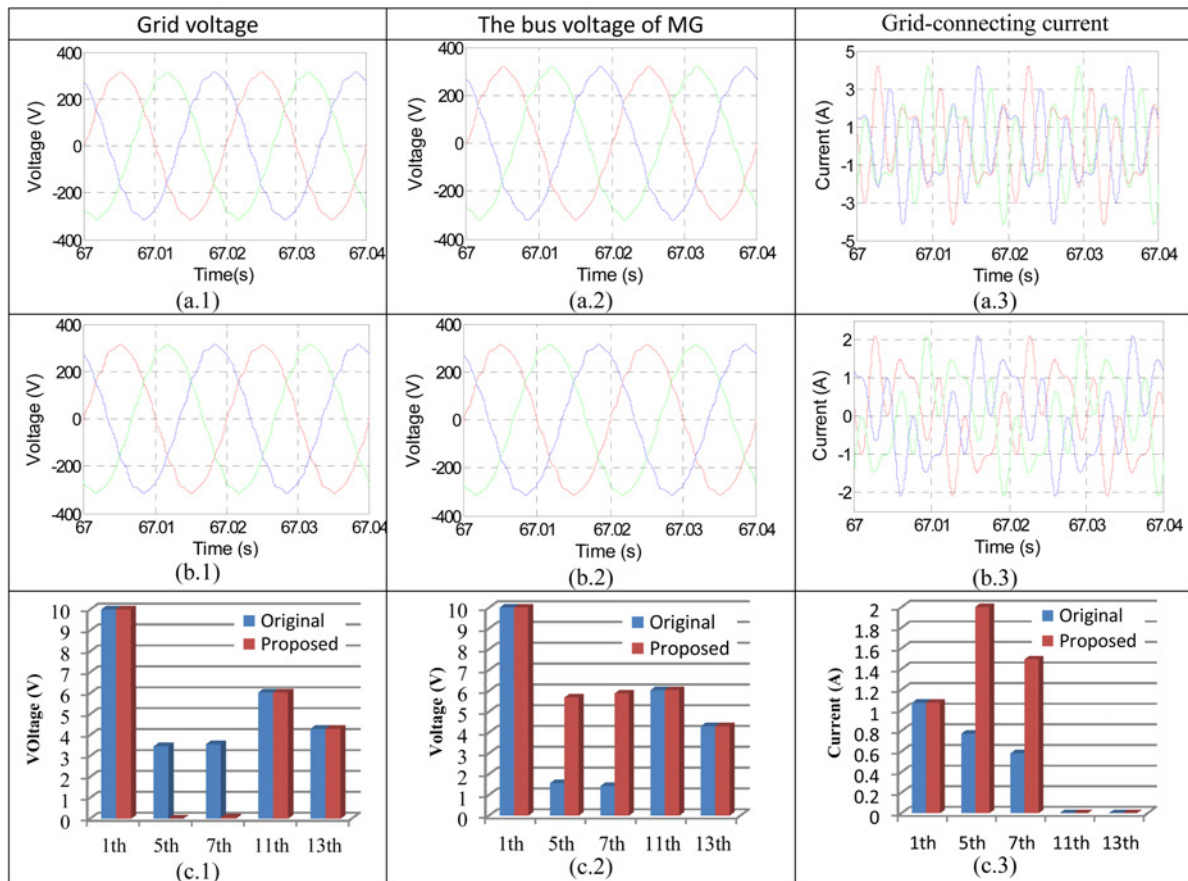 Grid voltage
The bus voltage of MG
Grid-connecting current
400
200
0
-200
-400
Voltage (V)
67
67.01
67.02
67.03
67.04
Time(s)
(a.1)
400
200
0
-200
-400
Voltage (V)
67
67.01
67.02
67.03
67.04
Time (s)
(a.2)
5
3
1
-1
-3
5
Current (A)
67
67.01
67.02
67.03
67.04
Time (s)
(a.3)
400
200
0
-200
-400
Voltage (V)
67
67.01
67.02
67.03
67.04
Time (s)
(b.1)
400
200
0
-200
-400
Voltage (V)
67
67.01
67.02
67.03
67.04
Time (s)
(b.2)
2
1
0
-1
-2
Current (A)
67
67.01
67.02
67.03
67.04
Time (s)
(b.3)
10
9
8
7
6
5
4
3
2
1
0
VOltage (V)
Original
Proposed
1th
5th
7th
11th
13th
(c.1)
10
9
8
7
6
5
4
3
2
1
0
Voltage (V)
Original
Proposed
1th
5th
7th
11th
13th
(c.2)
2
1.8
1.6
1.4
1.2
1
0.8
0.6
0.4
0.2
0
Current (A)
Original
Proposed
1th
5th
7th
11th
13th
(c.3)